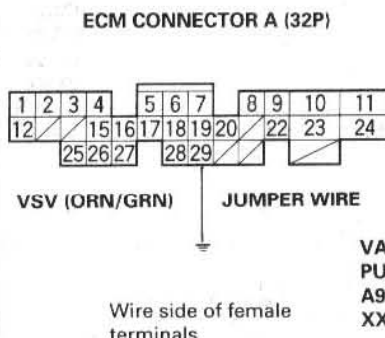 ECM CONNECTOR A (32P)
1 2 3 4 5 6 7 8 9 10 11
12 15 16 17 18 19 20 22 23 24
25 26 27 28 29
VSV (ORN/GRN) JUMPER WIRE
VA
PU
A9
XX
Wire side of female
terminals